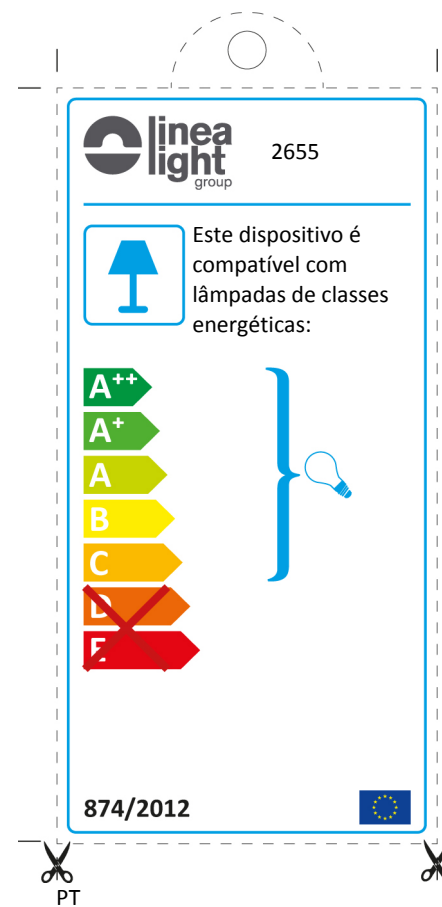 linea
light
group
2655
Este dispositivo é
compatível com
lâmpadas de classes
energéticas:
A++
A+
A
B
C
D
E
874/2012
PT